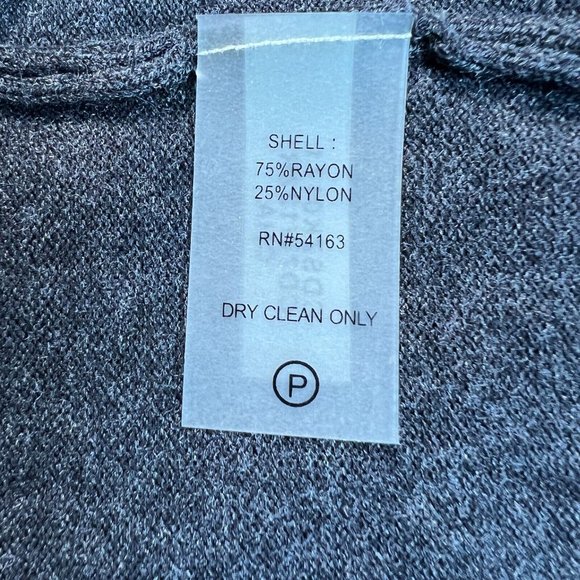 SHELL :
75%RAYON
25%NYLON
RN#54163
DRY CLEAN ONLY
P